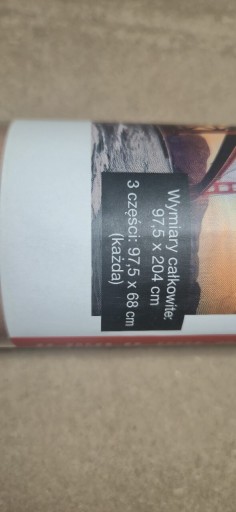 Wymiary całkowite:
97,5 x 204 cm
3 części: 97,5 x 68 cm
(każda)